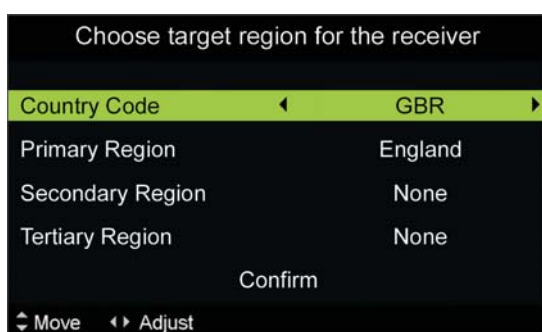 Choose target region for the receiver
Country Code GBR
Primary Region England
Secondary Region None
Tertiary Region None
Confirm
Move Adjust